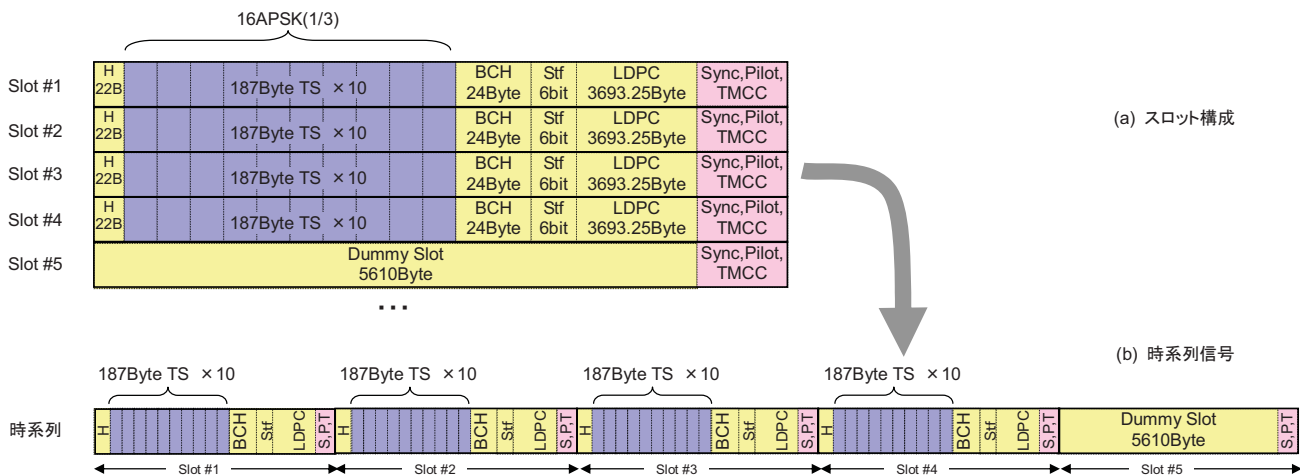 16APSK(1/3)
Slot #1
H
22B
187Byte TS ×10
BCH
24Byte
Stf
6bit
LDPC
3693.25Byte
Sync,Pilot,
TMCC
Slot #2
H
22B
187Byte TS ×10
BCH
24Byte
Stf
6bit
LDPC
3693.25Byte
Sync,Pilot,
TMCC
(a) スロット構成
Slot #3
H
22B
187Byte TS ×10
BCH
24Byte
Stf
6bit
LDPC
3693.25Byte
Sync,Pilot,
TMCC
Slot #4
H
22B
187Byte TS ×10
BCH
24Byte
Stf
6bit
LDPC
3693.25Byte
Sync,Pilot,
TMCC
Slot #5
Dummy Slot
5610Byte
Sync,Pilot,
TMCC
...
(b) 時系列信号
187Byte TS ×10
187Byte TS ×10
187Byte TS ×10
187Byte TS ×10
時系列
H
BCH
Stf
LDPC
S,P,T
H
BCH
Stf
LDPC
S,P,T
H
BCH
Stf
LDPC
S,P,T
H
BCH
Stf
LDPC
S,P,T
Dummy Slot
5610Byte
S,P,T
Slot #1
Slot #2
Slot #3
Slot #4
Slot #5